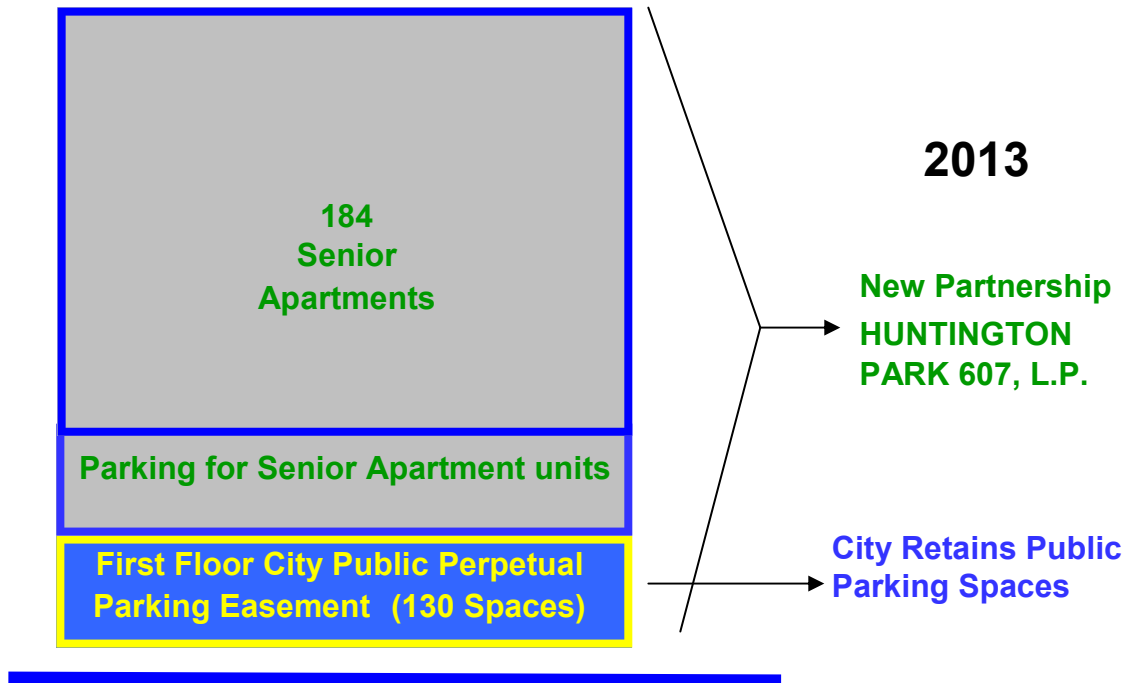 184
Senior
Apartments
Parking for Senior Apartment units
First Floor City Public Perpetual
Parking Easement (130 Spaces)
2013
New Partnership
HUNTINGTON
PARK 607, L.P.
City Retains Public
Parking Spaces